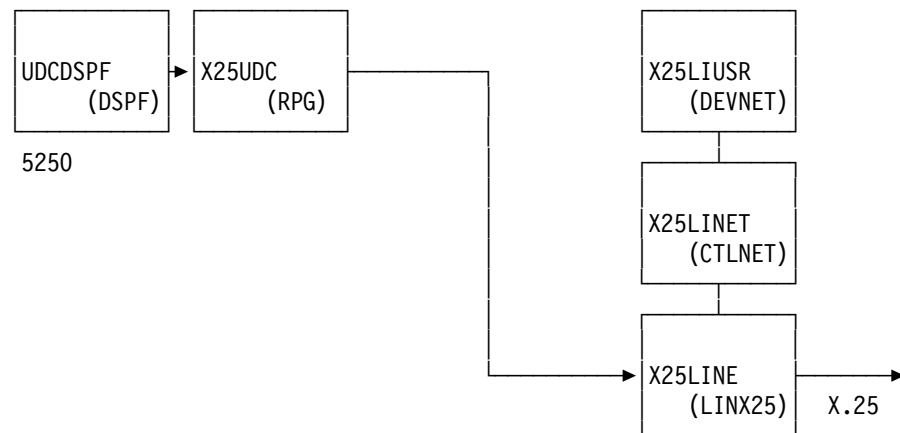 UDCDSPF
(DSPF)
X25UDC
(RPG)
5250
X25LIUSR
(DEVNET)
X25LINET
(CTLNET)
X25LINE
(LINX25)
X.25